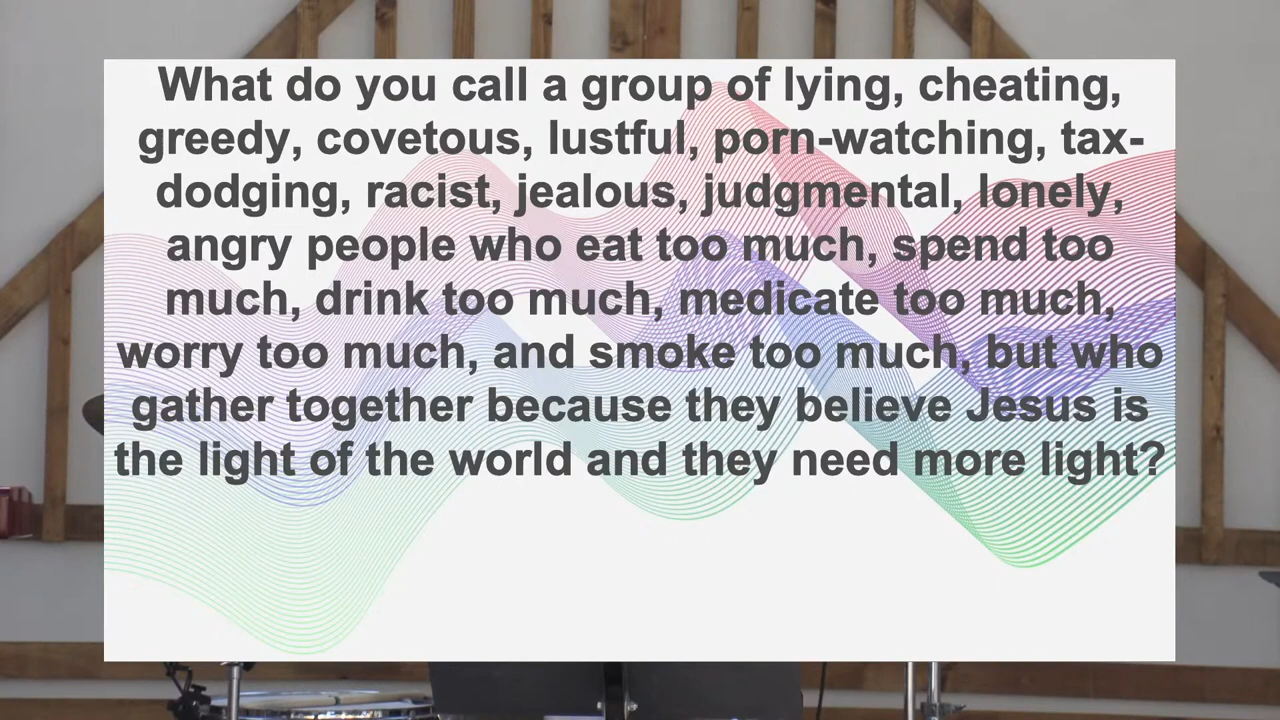 What do you call a group of lying, cheating,
greedy, covetous, lustful, porn-watching, tax-
dodging, racist, jealous, judgmental, lonely,
angry people who eat too much, spend too
much, drink too much, medicate too much,
worry too much, and smoke too much, but who
gather together because they believe Jesus is
the light of the world and they need more light?